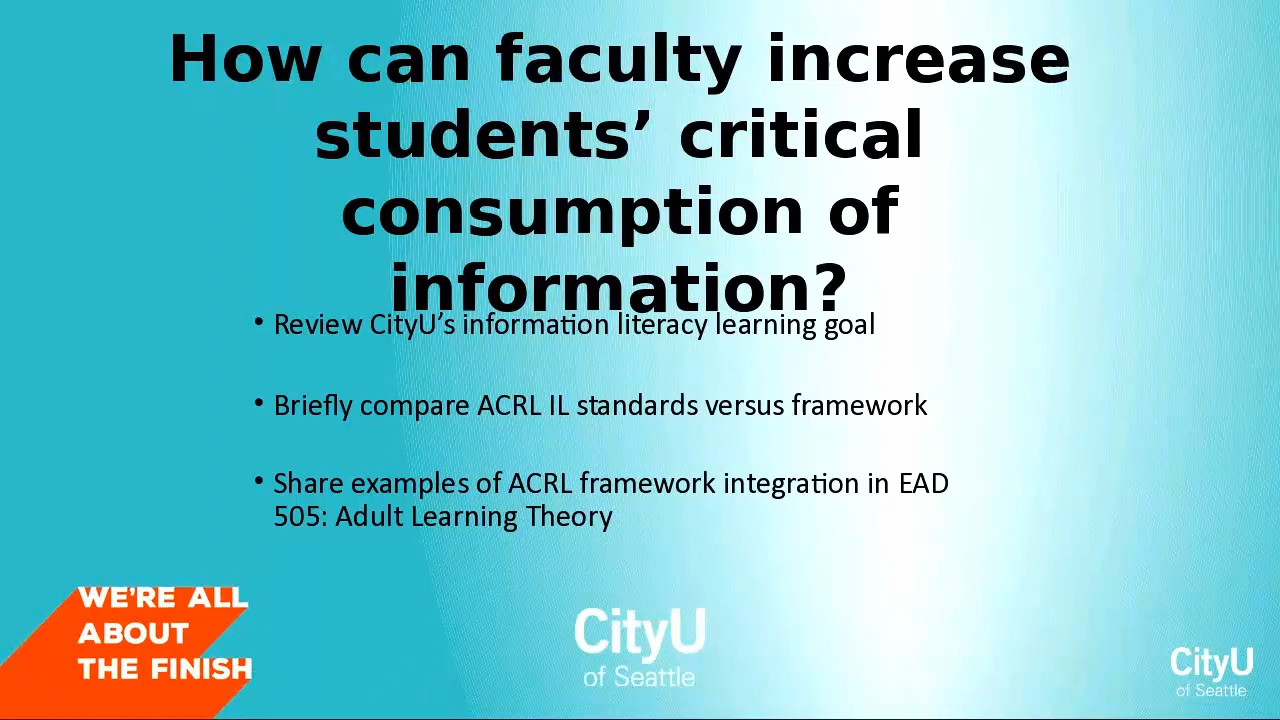 How can faculty increase
students’ critical
consumption of
information?
• Review CityU’s information literacy learning goal
• Briefly compare ACRL IL standards versus framework
• Share examples of ACRL framework integration in EAD
505: Adult Learning Theory
WE’RE ALL
ABOUT
THE FINISH
CityU
of Seattle
CityU
of Seattle